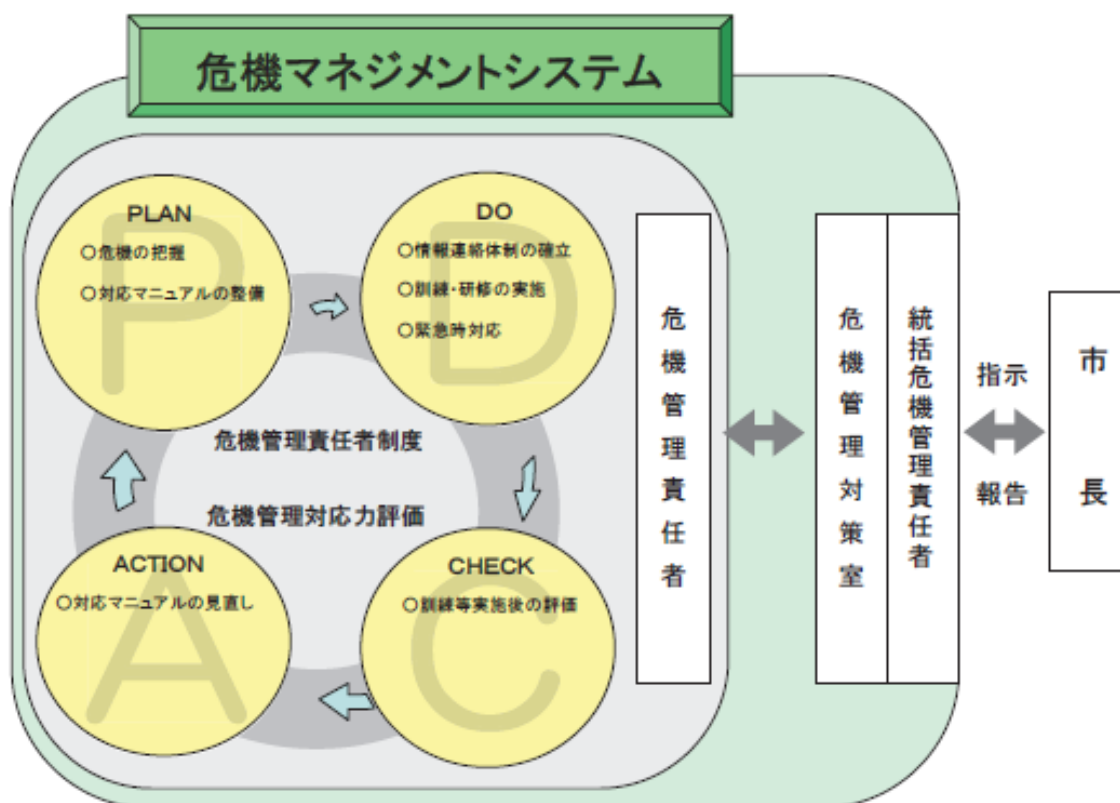 危機マネジメントシステム
PLAN
○危機の把握
○対応マニュアルの整備
DO
○情報連絡体制の確立
○訓練・研修の実施
○緊急時対応
危機管理責任者制度
危機管理対応力評価
ACTION
○対応マニュアルの見直し
CHECK
○訓練等実施後の評価
P
D
A
C
危機管理責任者
危機管理対策室
統括危機管理責任者
指示
報告
市長